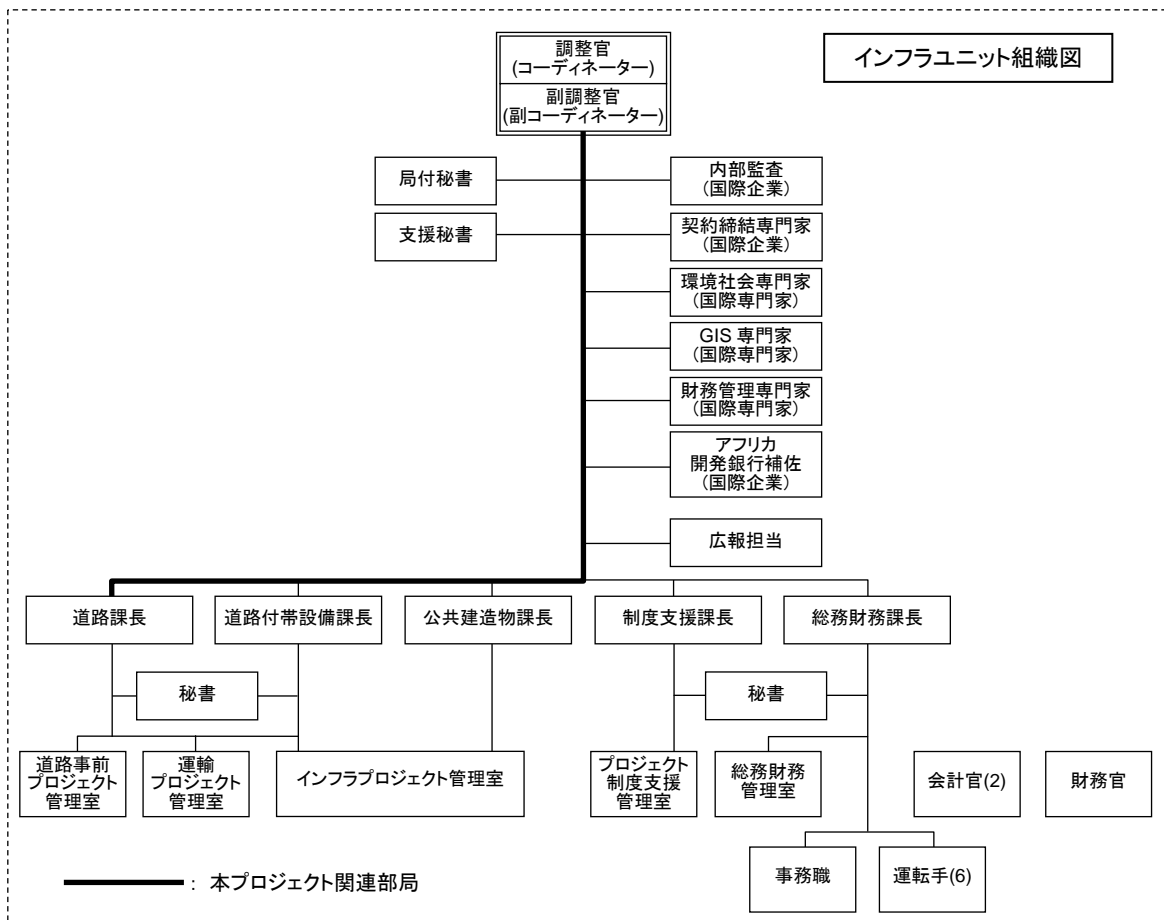 インフラユニット組織図
調整官
(コーディネーター)
副調整官
(副コーディネーター)
局付秘書
内部監査
(国際企業)
支援秘書
契約締結専門家
(国際企業)
環境社会専門家
(国際専門家)
GIS 専門家
(国際専門家)
財務管理専門家
(国際専門家)
アフリカ
開発銀行補佐
(国際企業)
広報担当
道路課長
道路付帯設備課長
公共建造物課長
制度支援課長
総務財務課長
秘書
秘書
道路事前
プロジェクト
管理室
運輸
プロジェクト
管理室
インフラプロジェクト管理室
プロジェクト
制度支援
管理室
総務財務
管理室
会計官(2)
財務官
事務職
運転手(6)
: 本プロジェクト関連部局